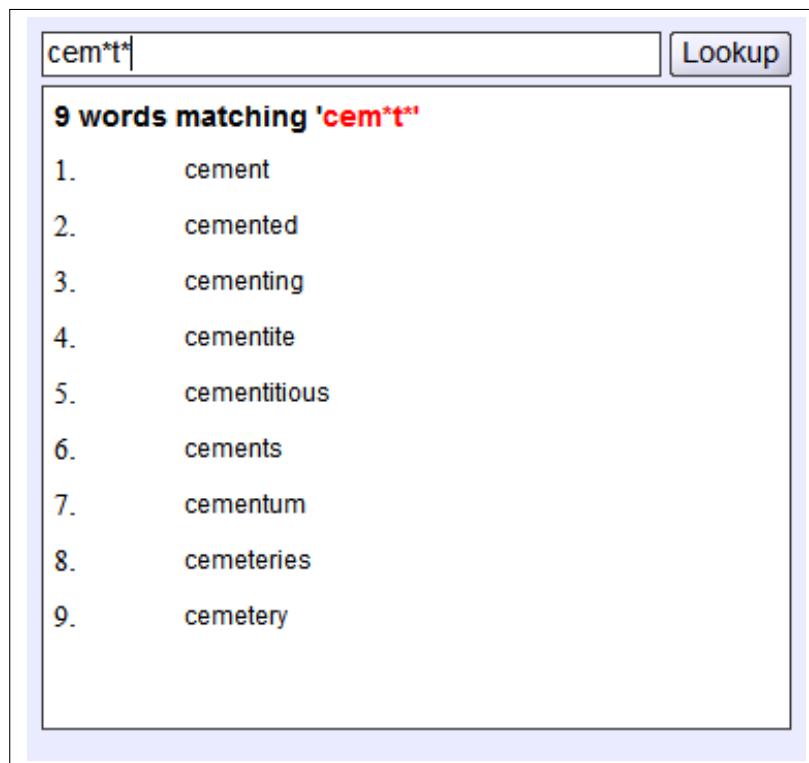 cem*t* Lookup
9 words matching 'cem*t*'
1. cement
2. cemented
3. cementing
4. cementite
5. cementitious
6. cements
7. cementum
8. cemeteries
9. cemetery